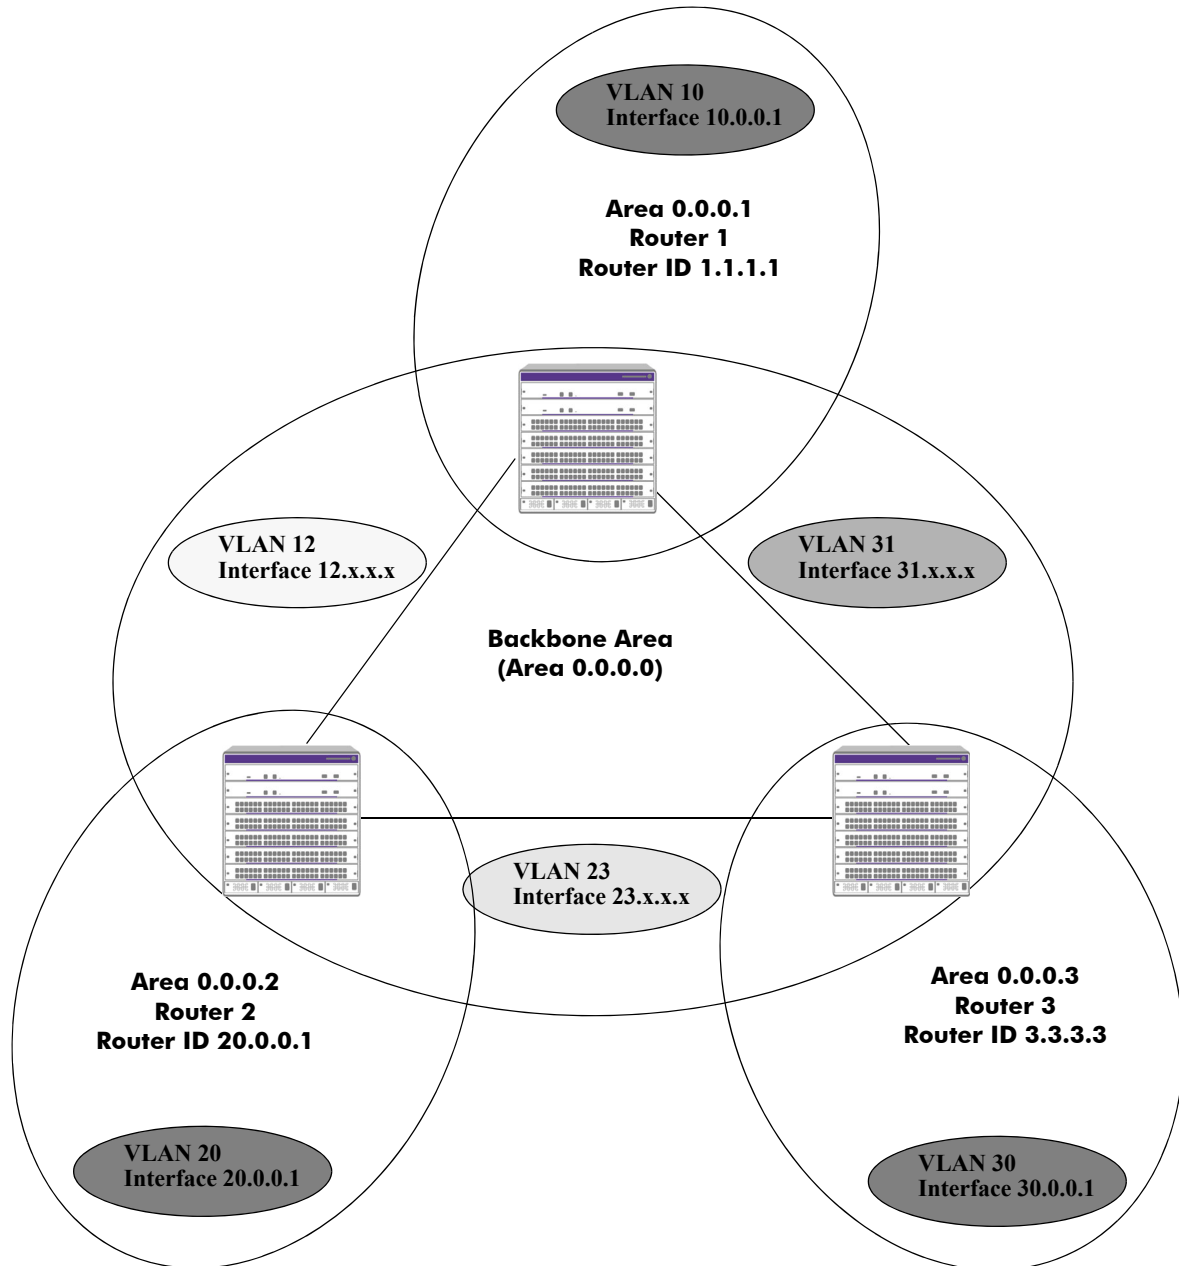 VLAN 10
Interface 10.0.0.1
Area 0.0.0.1
Router 1
Router ID 1.1.1.1
VLAN 12
Interface 12.x.x.x
VLAN 31
Interface 31.x.x.x
Backbone Area
(Area 0.0.0.0)
VLAN 23
Interface 23.x.x.x
Area 0.0.0.2
Router 2
Router ID 20.0.0.1
Area 0.0.0.3
Router 3
Router ID 3.3.3.3
VLAN 20
Interface 20.0.0.1
VLAN 30
Interface 30.0.0.1